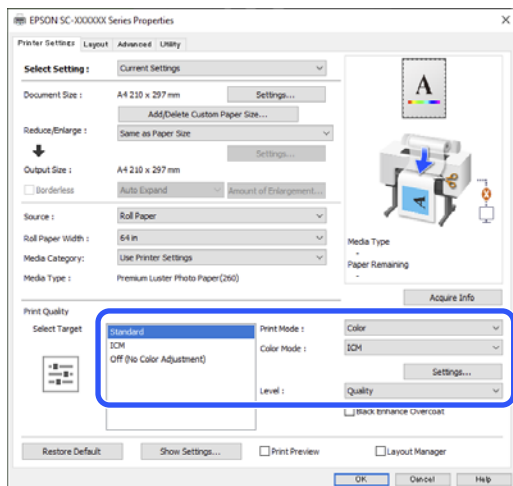 EPSON SC-XXXXXX Series Properties
Printer Settings Layout Advanced Utility
Select Setting : Current Settings
Document Size : A4 210 x 297 mm Settings...
Add/Delete Custom Paper Size...
Reduce/Enlarge : Same as Paper Size
Settings...
Output Size : A4 210 x 297 mm
Borderless Auto Expand Amount of Enlargement...
Source : Roll Paper
Roll Paper Width : 64 in
Media Category: Use Printer Settings
Media Type : Premium Luster Photo Paper(260)
A
Media Type
-
Paper Remaining
-
Acquire Info
Print Quality
Select Target
Standard
ICM
Off (No Color Adjustment)
Print Mode : Color
Color Mode : ICM
Settings...
Level : Quality
Black Enhance Overcoat
Restore Default Show Settings... Print Preview Layout Manager
OK Cancel Help